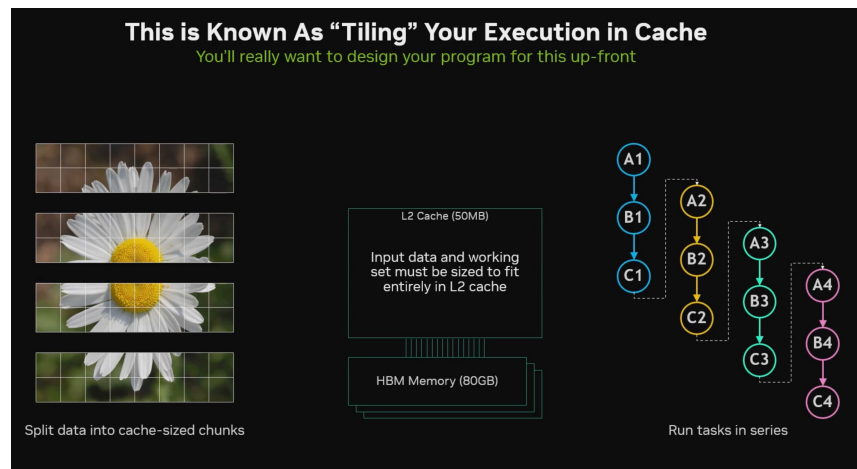 This is Known As “Tiling” Your Execution in Cache
You'll really want to design your program for this up-front
L2 Cache (50MB)
Input data and working
set must be sized to fit
entirely in L2 cache
HBM Memory (80GB)
A1
B1
C1
A2
B2
C2
A3
B3
C3
A4
B4
C4
Split data into cache-sized chunks
Run tasks in series